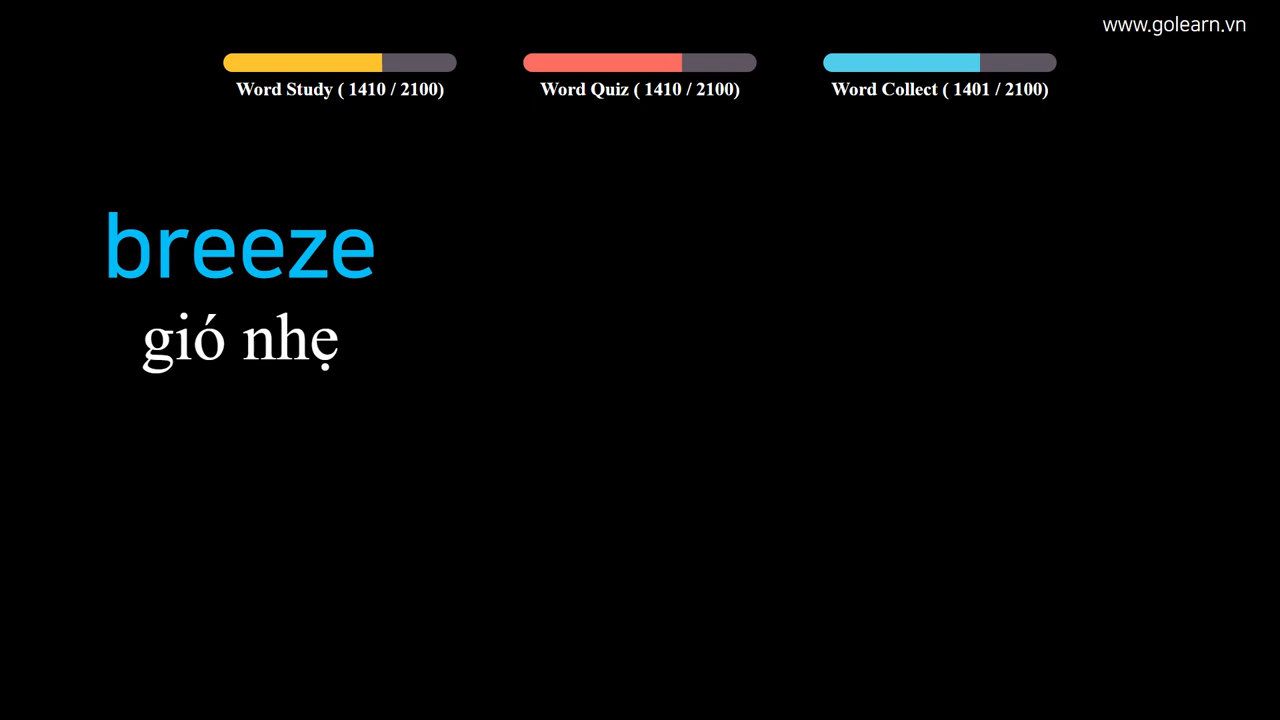 www.golearn.vn
Word Study ( 1410 / 2100)
Word Quiz ( 1410 / 2100)
Word Collect ( 1401 / 2100)
breeze
gió nhẹ